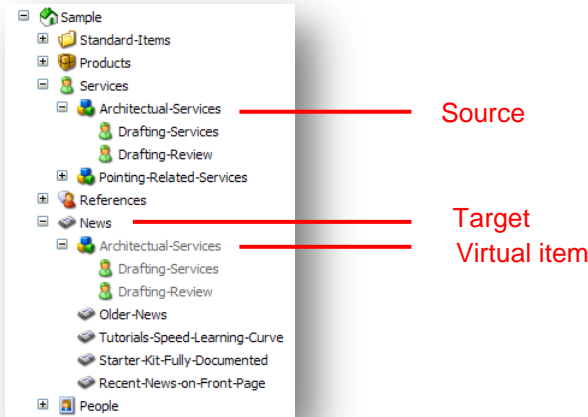 Sample
Standard-Items
Products
Services
Architectual-Services
Source
Drafting-Services
Drafting-Review
Pointing-Related-Services
References
News
Target
Architectual-Services
Virtual item
Drafting-Services
Drafting-Review
Older-News
Tutorials-Speed-Learning-Curve
Starter-Kit-Fully-Documented
Recent-News-on-Front-Page
People